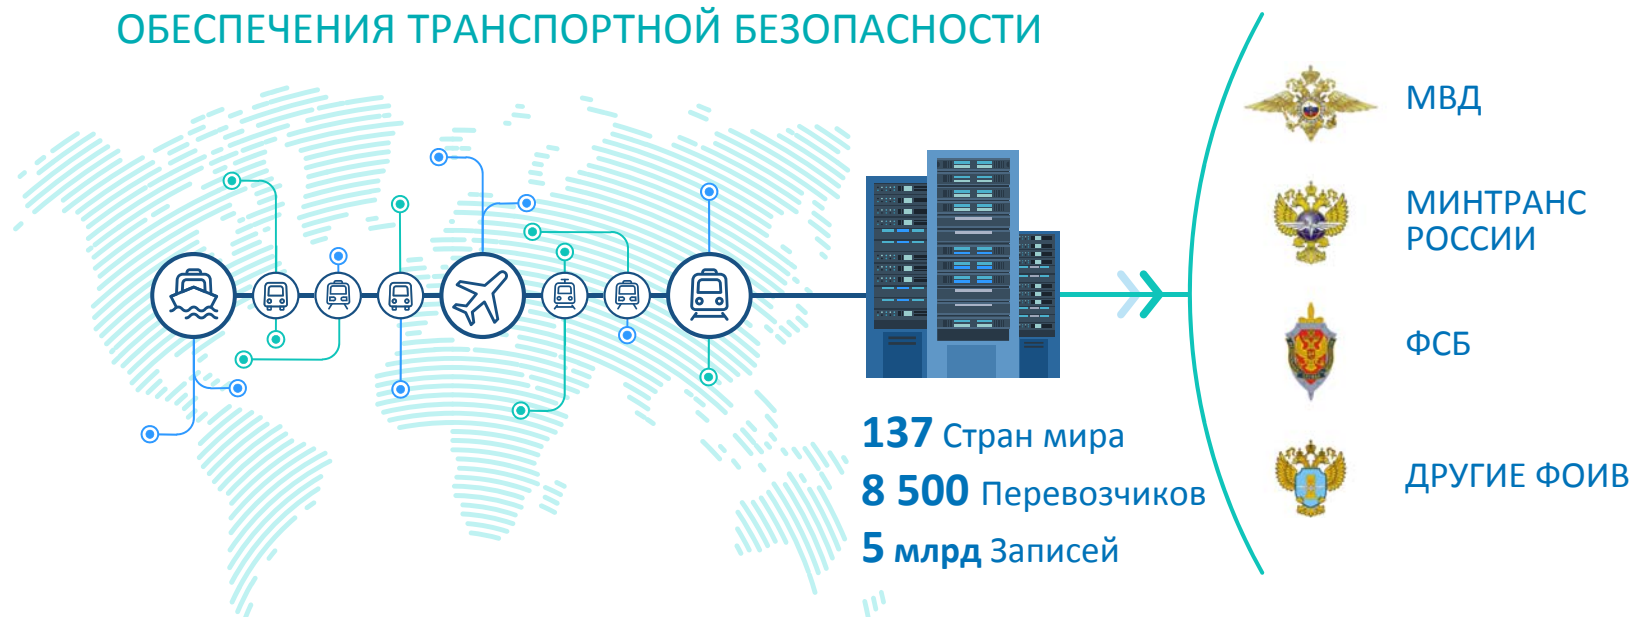 ОБЕСПЕЧЕНИЯ ТРАНСПОРТНОЙ БЕЗОПАСНОСТИ
МВД
МИНТРАНС
РОССИИ
ФСБ
ДРУГИЕ ФОИВ
137 Стран мира
8 500 Перевозчиков
5 млрд Записей